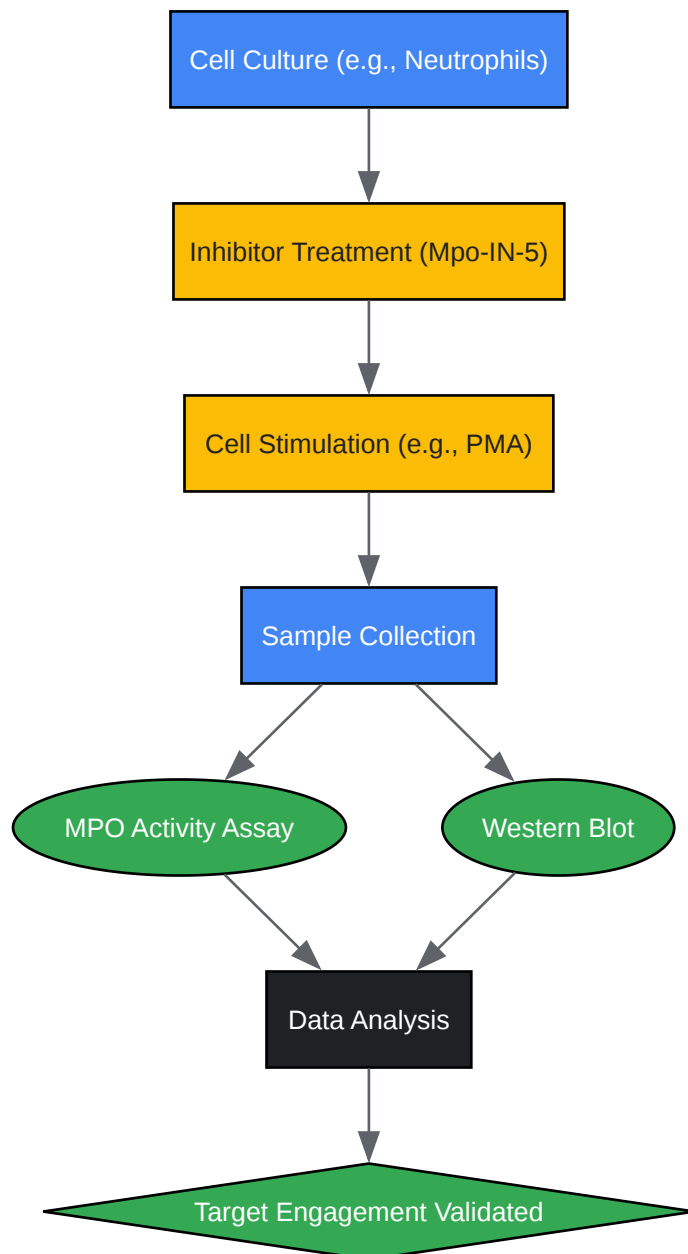 Cell Culture (e.g., Neutrophils)
Inhibitor Treatment (Mpo-IN-5)
Cell Stimulation (e.g., PMA)
Sample Collection
MPO Activity Assay
Western Blot
Data Analysis
Target Engagement Validated